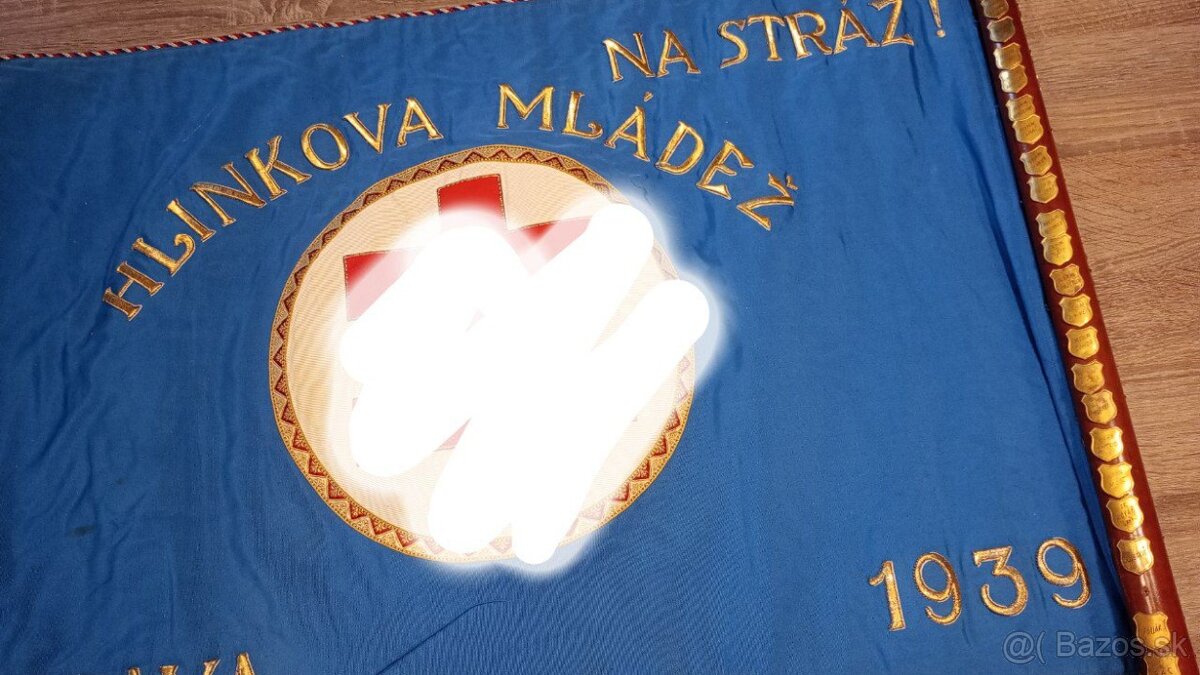 NA STRÁŽ!
HLINKOVA MLÁDEŽ
1939
@( Bazos.sk